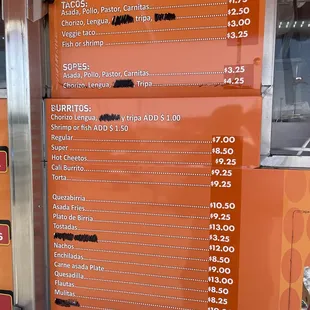 TACOS:
Asada, Pollo, Pastor, Carnitas
Chorizo, Lengua, tripa, $2.50
Veggie taco $3.00
Fish or shrimp $3.25
SOPES:
Asada, Pollo, Pastor, Carnitas $3.25
Chorizo, Lengua, Tripa $4.25
BURRITOS:
Chorizo Lengua, y tripa ADD $ 1.00
Shrimp or fish ADD $ 1.50
Regular $7.00
Super $8.50
Hot Cheetos $9.25
Cali Burrito $9.25
Torta $9.25
Quezabirria $10.50
Asada Fries $9.25
Plato de Birria $13.00
Tostadas $3.25
$12.00
Nachos $8.50
Enchiladas $9.00
Carne asada Plate $13.00
Quesadilla $8.50
Flautas $8.25
Mulitas